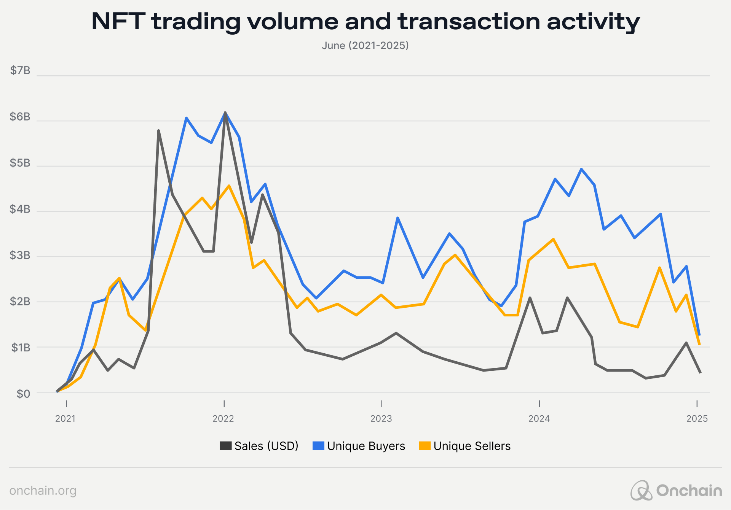 NFT trading volume and transaction activity
June (2021-2025)
$7B
$6B
$5B
$4B
$3B
$2B
$1B
$0
2021 2022 2023 2024 2025
Sales (USD) Unique Buyers Unique Sellers
onchain.org Onchain